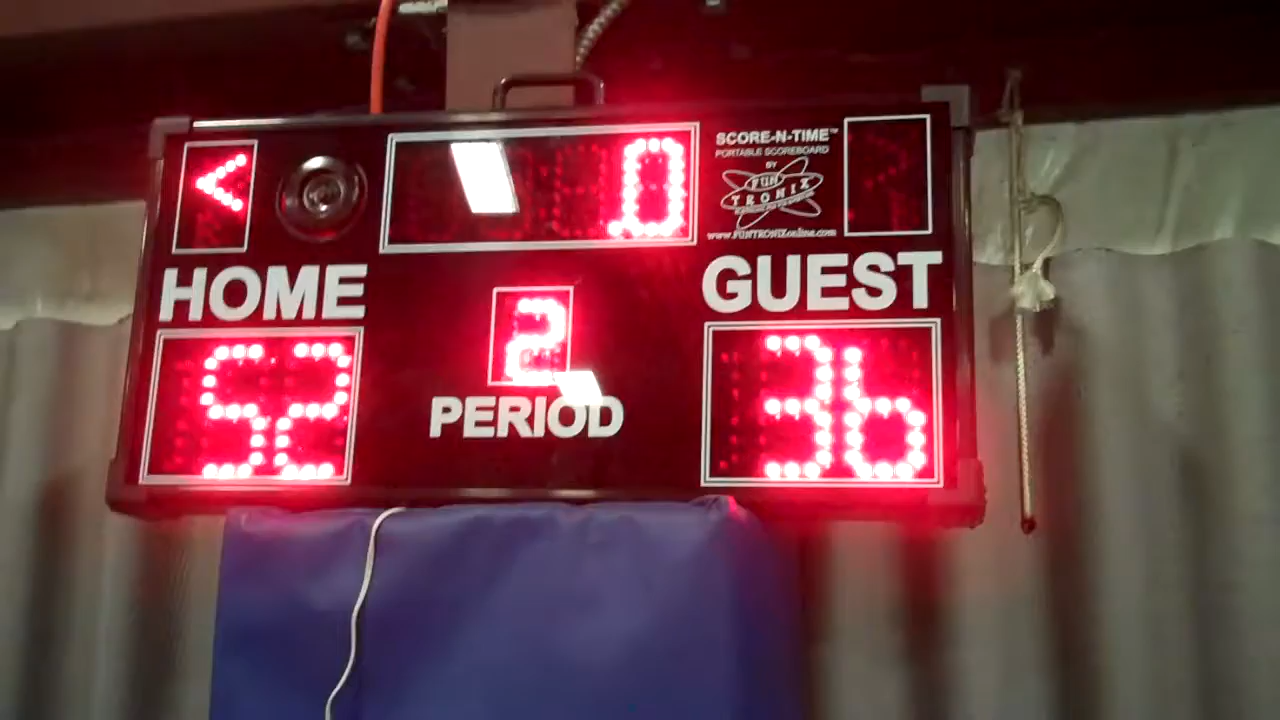 <
.0
SCORE-N-TIME™
PORTABLE SCOREBOARD
BY
FUN
TRONIX
www.FUNTRONIXonline.com
HOME
GUEST
52
2
36
PERIOD